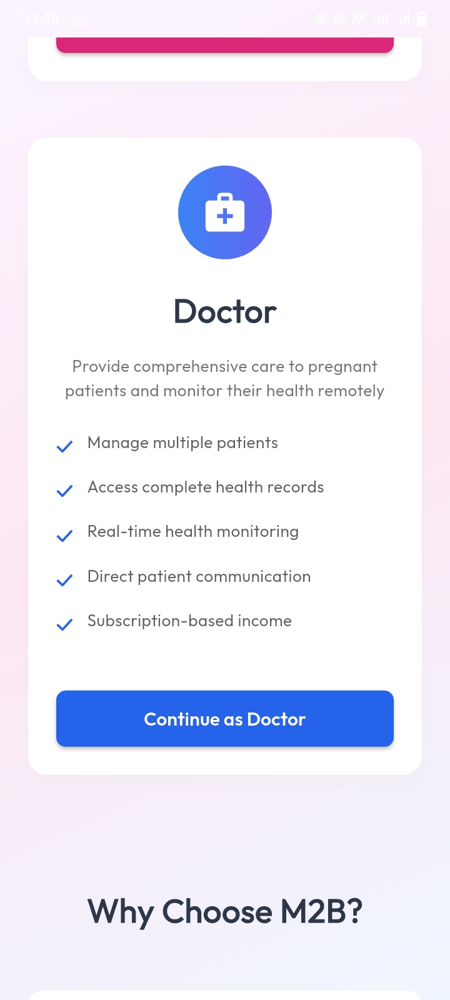 12:58
Doctor
Provide comprehensive care to pregnant
patients and monitor their health remotely
Manage multiple patients
Access complete health records
Real-time health monitoring
Direct patient communication
Subscription-based income
Continue as Doctor
Why Choose M2B?